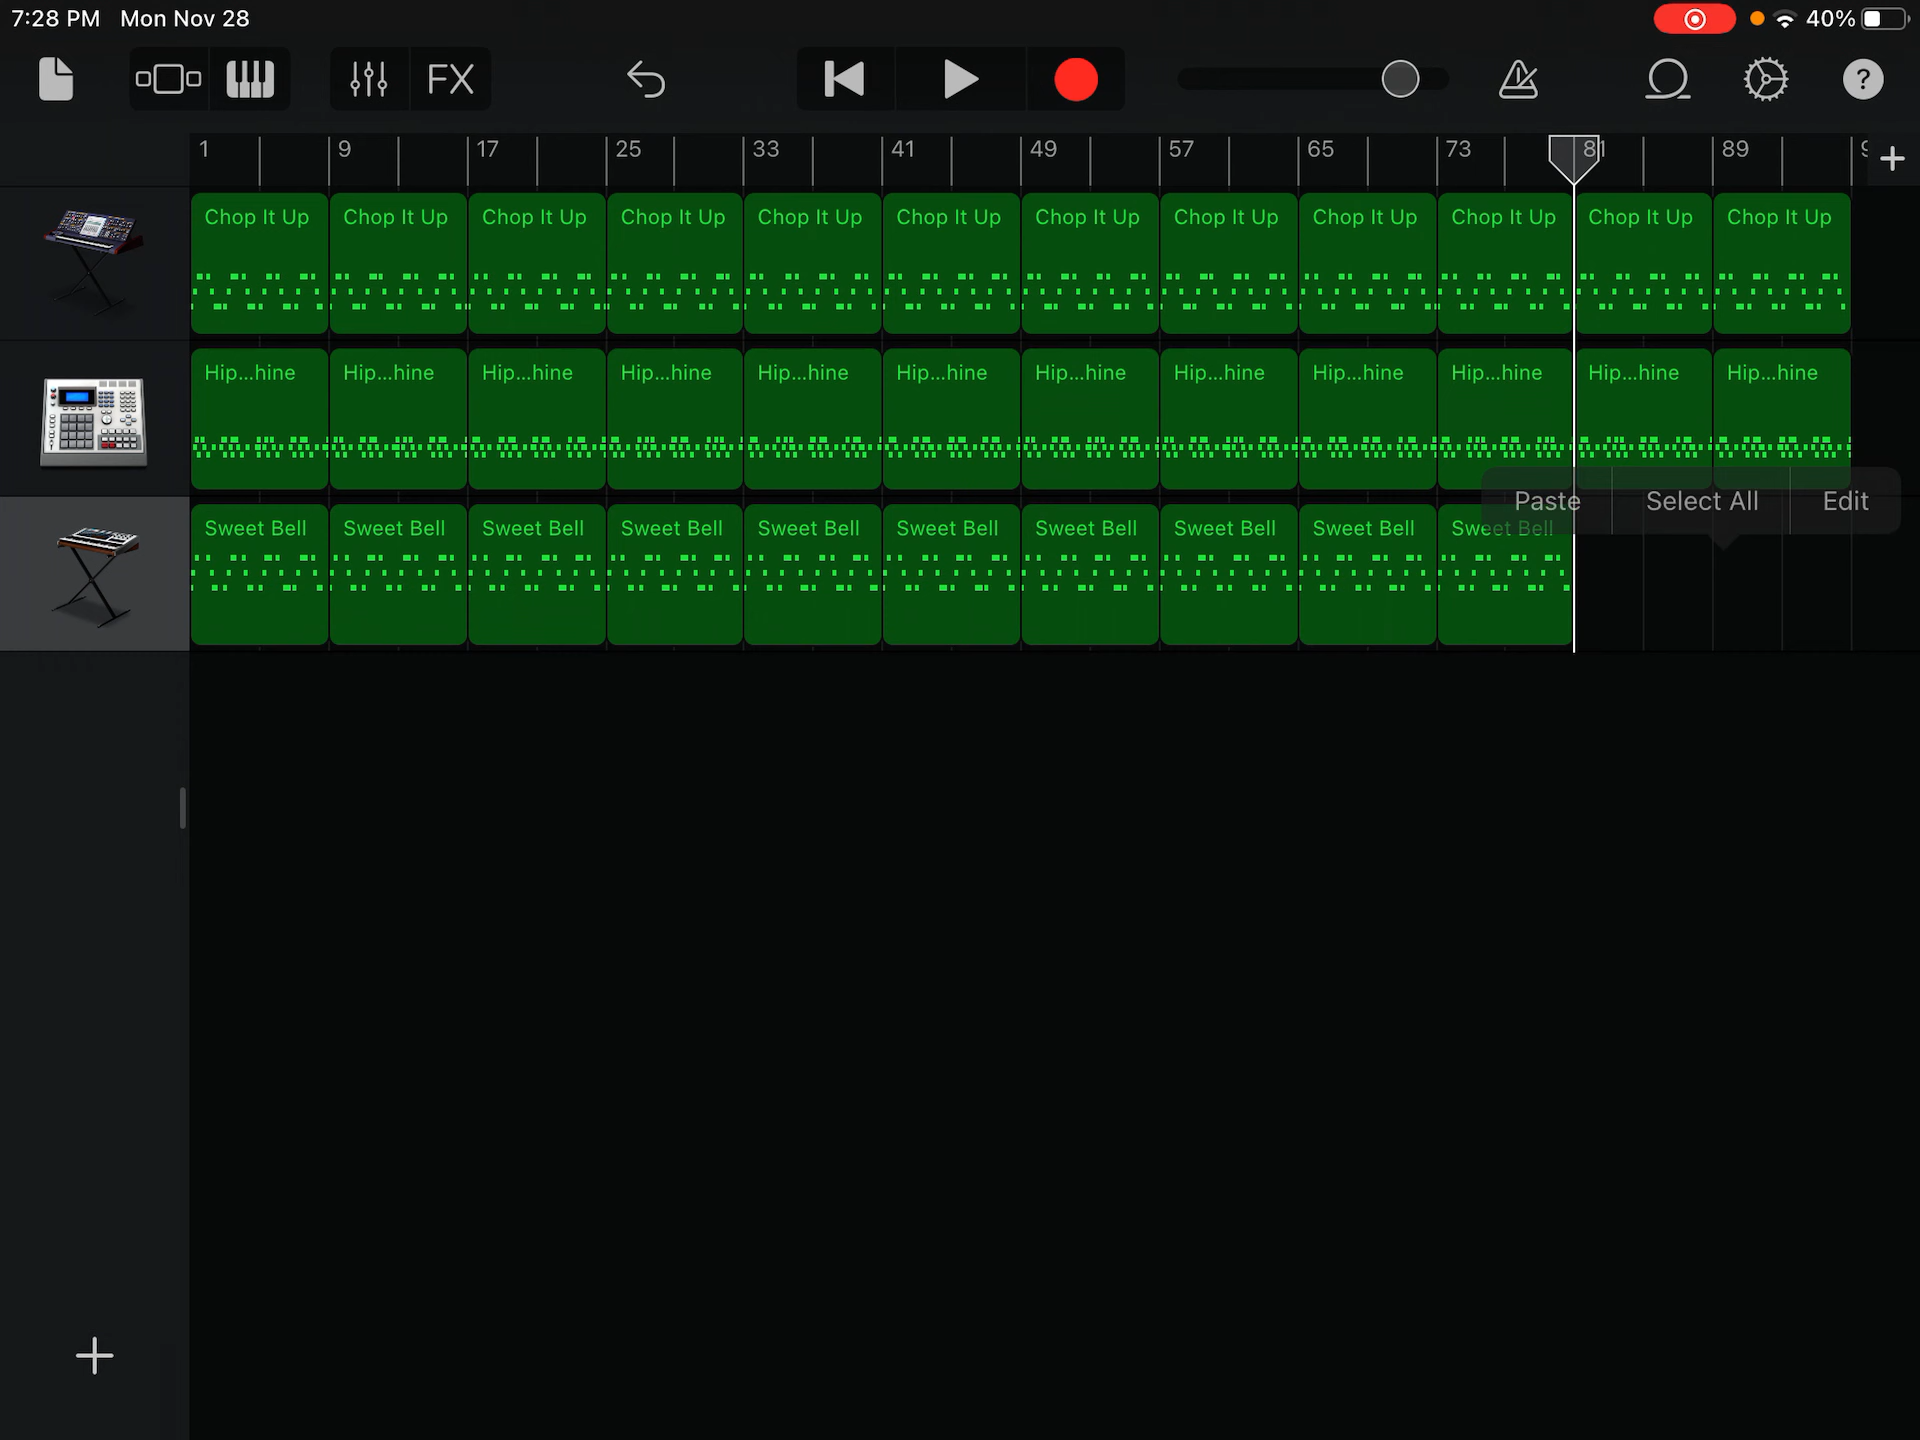 7:28 PM Mon Nov 28 40%
FX ?
1 9 17 25 33 41 49 57 65 73 81 89
Chop It Up Chop It Up Chop It Up Chop It Up Chop It Up Chop It Up Chop It Up Chop It Up Chop It Up Chop It Up Chop It Up Chop It Up
Hip...hine Hip...hine Hip...hine Hip...hine Hip...hine Hip...hine Hip...hine Hip...hine Hip...hine Hip...hine Hip...hine Hip...hine
Paste Select All Edit
Sweet Bell Sweet Bell Sweet Bell Sweet Bell Sweet Bell Sweet Bell Sweet Bell Sweet Bell Sweet Bell Sweet Bell